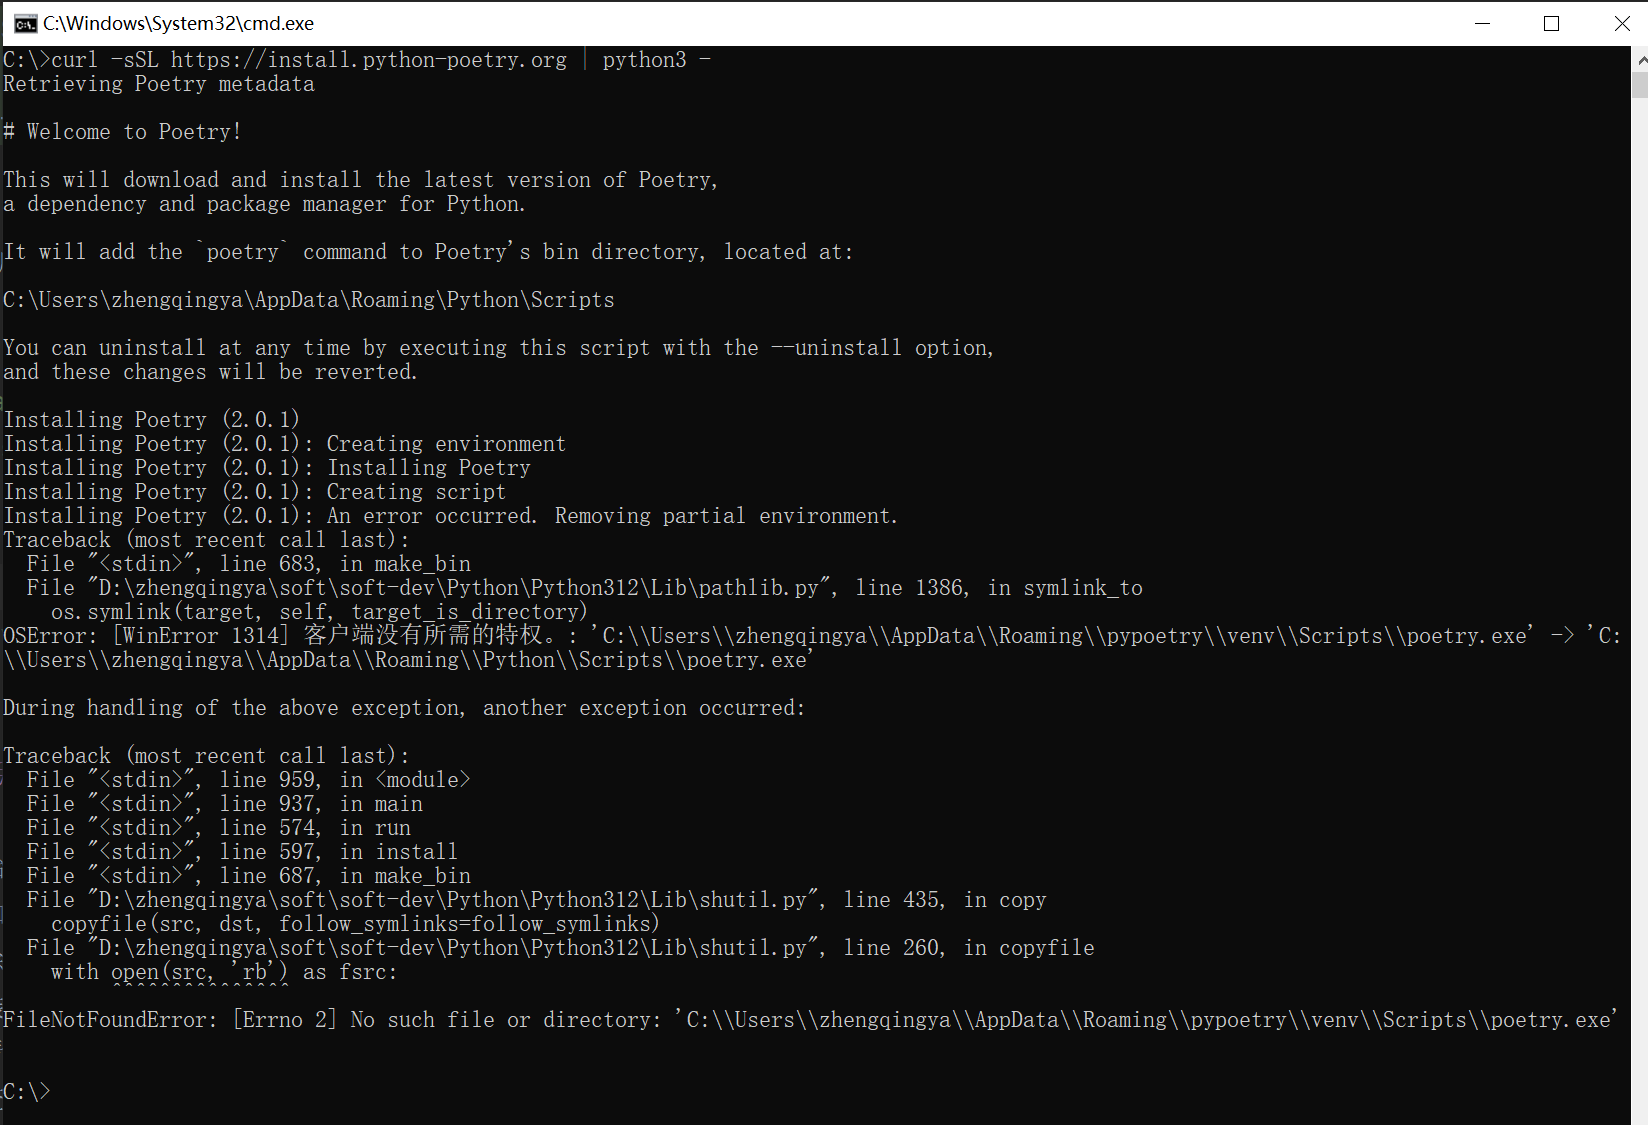 C:\Windows\System32\cmd.exe
C:\>curl -sSL https://install.python-poetry.org | python3 -
Retrieving Poetry metadata
# Welcome to Poetry!
This will download and install the latest version of Poetry,
a dependency and package manager for Python.
It will add the `poetry` command to Poetry's bin directory, located at:
C:\Users\zhengqingya\AppData\Roaming\Python\Scripts
You can uninstall at any time by executing this script with the --uninstall option,
and these changes will be reverted.
Installing Poetry (2.0.1)
Installing Poetry (2.0.1): Creating environment
Installing Poetry (2.0.1): Installing Poetry
Installing Poetry (2.0.1): Creating script
Installing Poetry (2.0.1): An error occurred. Removing partial environment.
Traceback (most recent call last):
  File "<stdin>", line 683, in make_bin
  File "D:\zhengqingya\soft\soft-dev\Python\Python312\Lib\pathlib.py", line 1386, in symlink_to
    os.symlink(target, self, target_is_directory)
OSError: [WinError 1314] 客户端没有所需的特权。: 'C:\\Users\\zhengqingya\\AppData\\Roaming\\pypoetry\\venv\\Scripts\\poetry.exe' -> 'C:
\\Users\\zhengqingya\\AppData\\Roaming\\Python\\Scripts\\poetry.exe'
During handling of the above exception, another exception occurred:
Traceback (most recent call last):
  File "<stdin>", line 959, in <module>
  File "<stdin>", line 937, in main
  File "<stdin>", line 574, in run
  File "<stdin>", line 597, in install
  File "<stdin>", line 687, in make_bin
  File "D:\zhengqingya\soft\soft-dev\Python\Python312\Lib\shutil.py", line 435, in copy
    copyfile(src, dst, follow_symlinks=follow_symlinks)
  File "D:\zhengqingya\soft\soft-dev\Python\Python312\Lib\shutil.py", line 260, in copyfile
    with open(src, 'rb') as fsrc:
         ^^^^^^^^^^^^^^^
FileNotFoundError: [Errno 2] No such file or directory: 'C:\\Users\\zhengqingya\\AppData\\Roaming\\pypoetry\\venv\\Scripts\\poetry.exe'
C:\>